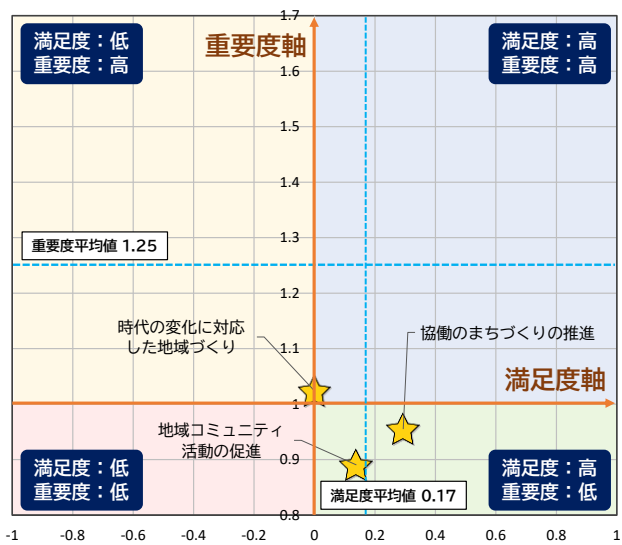 1.7
満足度：低
重要度：高
重要度軸
満足度：高
重要度：高
1.6
1.5
1.4
1.3
重要度平均値 1.25
1.2
時代の変化に対応
した地域づくり
協働のまちづくりの推進
1.1
満足度軸
1
地域コミュニティ
活動の促進
0.9
満足度：低
重要度：低
満足度平均値 0.17
満足度：高
重要度：低
0.8
-1 -0.8 -0.6 -0.4 -0.2 0 0.2 0.4 0.6 0.8 1